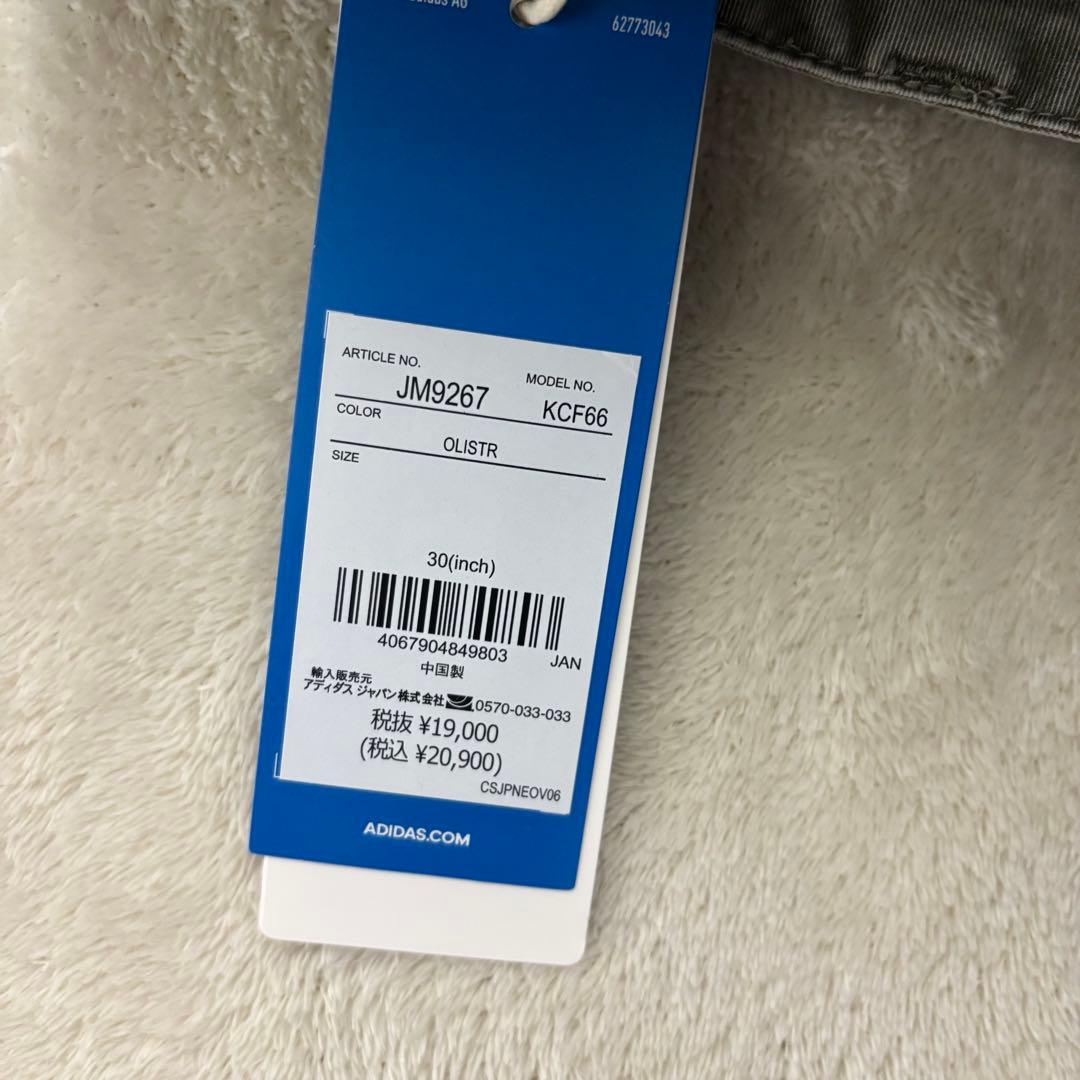 62773043
ARTICLE NO.
MODEL NO.
JM9267
KCF66
COLOR
OLISTR
SIZE
30(inch)
4067904849803
JAN
中国製
輸入販売元
アディダス ジャパン株式会社 0570-033-033
税抜 ¥19,000
(税込 ¥20,900)
CSJPNEOV06
ADIDAS.COM